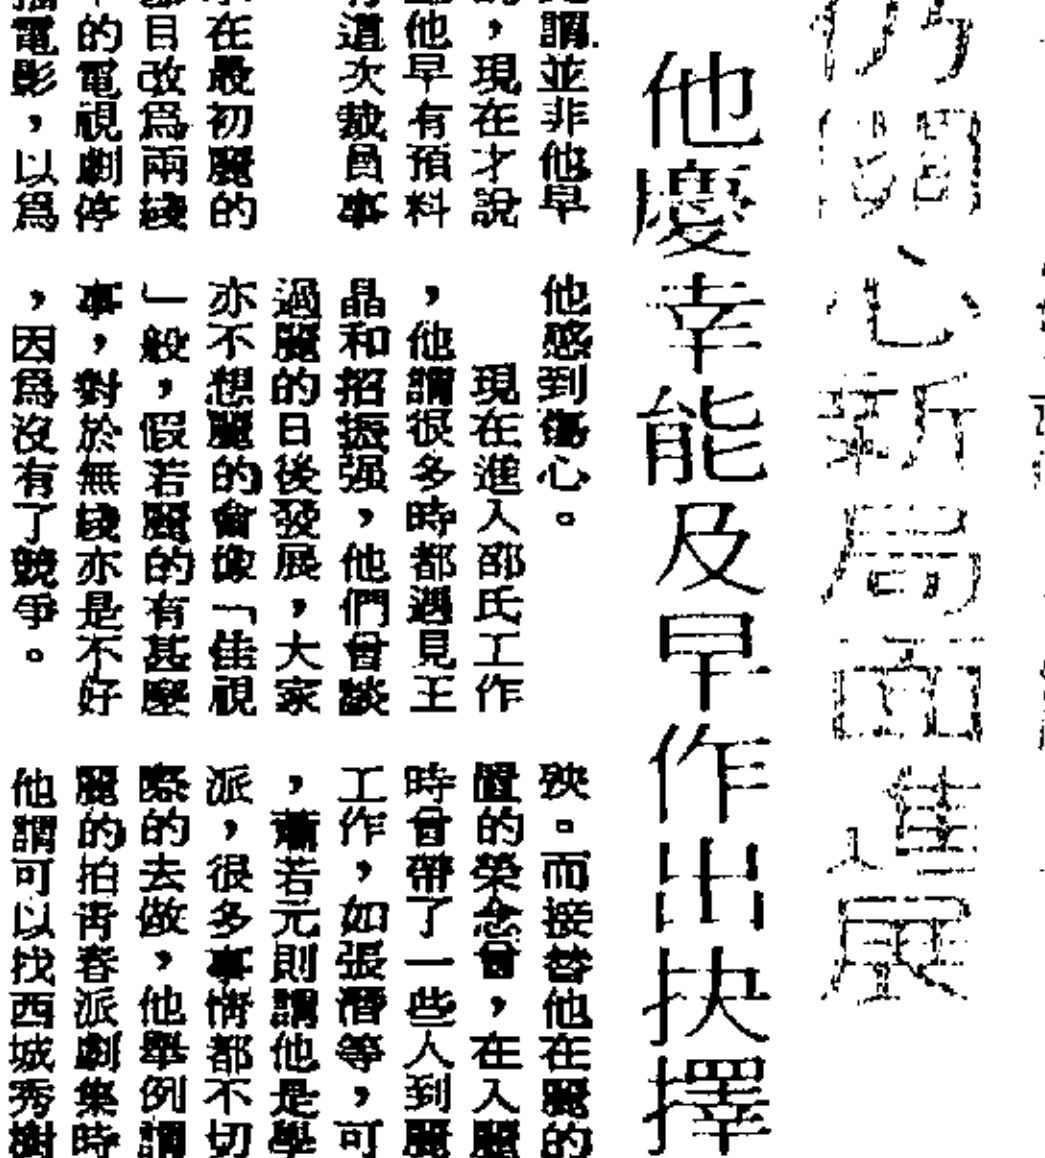 仍關心新局面進展
他慶幸能及早作出抉擇
謂並非他早
，現在才說
他早有預料
道次裁員事
在最初麗的
目改爲兩綫
的電視劇停
電影，以爲
他感到傷心。
現在進入邵氏工作
，他謂很多時都遇見王
晶和招振强，他們曾談
過麗的日後發展，大家
亦不想麗的會像「佳視
」般，假若麗的有甚麼
事，對於無綫亦是不好
，因爲沒有了競爭。
殃。而接替他在麗的
置的榮念曾，在入麗
時曾帶了一些人到麗
工作，如張潛等，可
，蕭若元則謂他是學
派，很多事情都不切
際的去做，他舉例謂
麗的拍青春派劇集時
他謂可以找西城秀樹